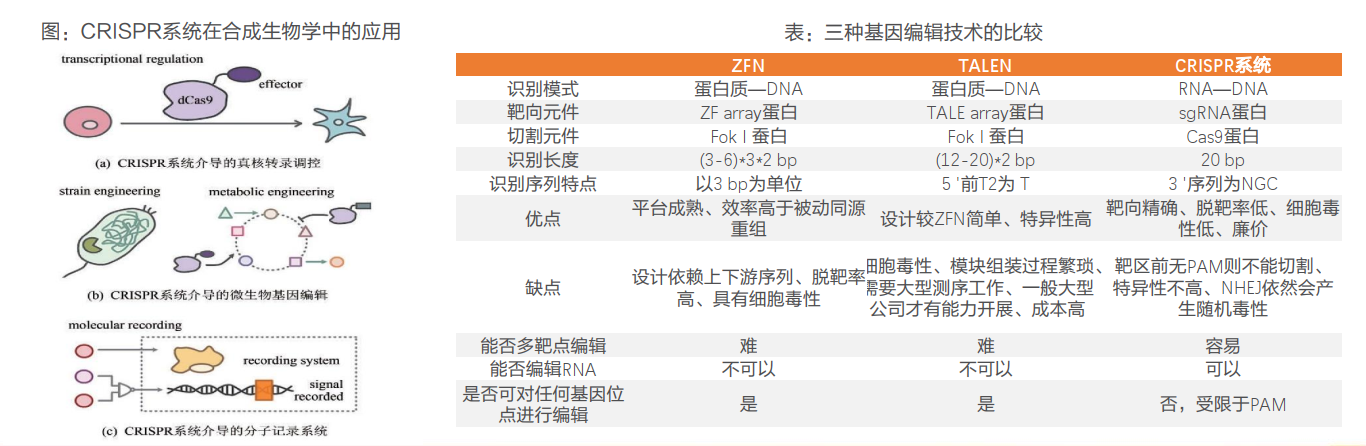 图：CRISPR系统在合成生物学中的应用
transcriptional regulation
dCas9
effector
(a) CRISPR系统介导的真核转录调控
strain engineering
metabolic engineering
(b) CRISPR系统介导的微生物基因编辑
molecular recording
recording system
signal
recorded
(c) CRISPR系统介导的分子记录系统
表：三种基因编辑技术的比较
ZFN TALEN CRISPR系统
识别模式 蛋白质—DNA 蛋白质—DNA RNA—DNA
靶向元件 ZF array蛋白 TALE array蛋白 sgRNA蛋白
切割元件 Fok I 蚕白 Fok I 蚕白 Cas9蛋白
识别长度 (3-6)*3*2 bp (12-20)*2 bp 20 bp
识别序列特点 以3 bp为单位 5 '前T2为 T 3 '序列为NGC
优点
平台成熟、效率高于被动同源
重组
设计较ZFN简单、特异性高
靶向精确、脱靶率低、细胞毒
性低、廉价
缺点
设计依赖上下游序列、脱靶率
高、具有细胞毒性
细胞毒性、模块组装过程繁琐、
需要大型测序工作、一般大型
公司才有能力开展、成本高
靶区前无PAM则不能切割、
特异性不高、NHEJ依然会产
生随机毒性
能否多靶点编辑 难 难 容易
能否编辑RNA 不可以 不可以 可以
是否可对任何基因位
点进行编辑
是 是 否，受限于PAM